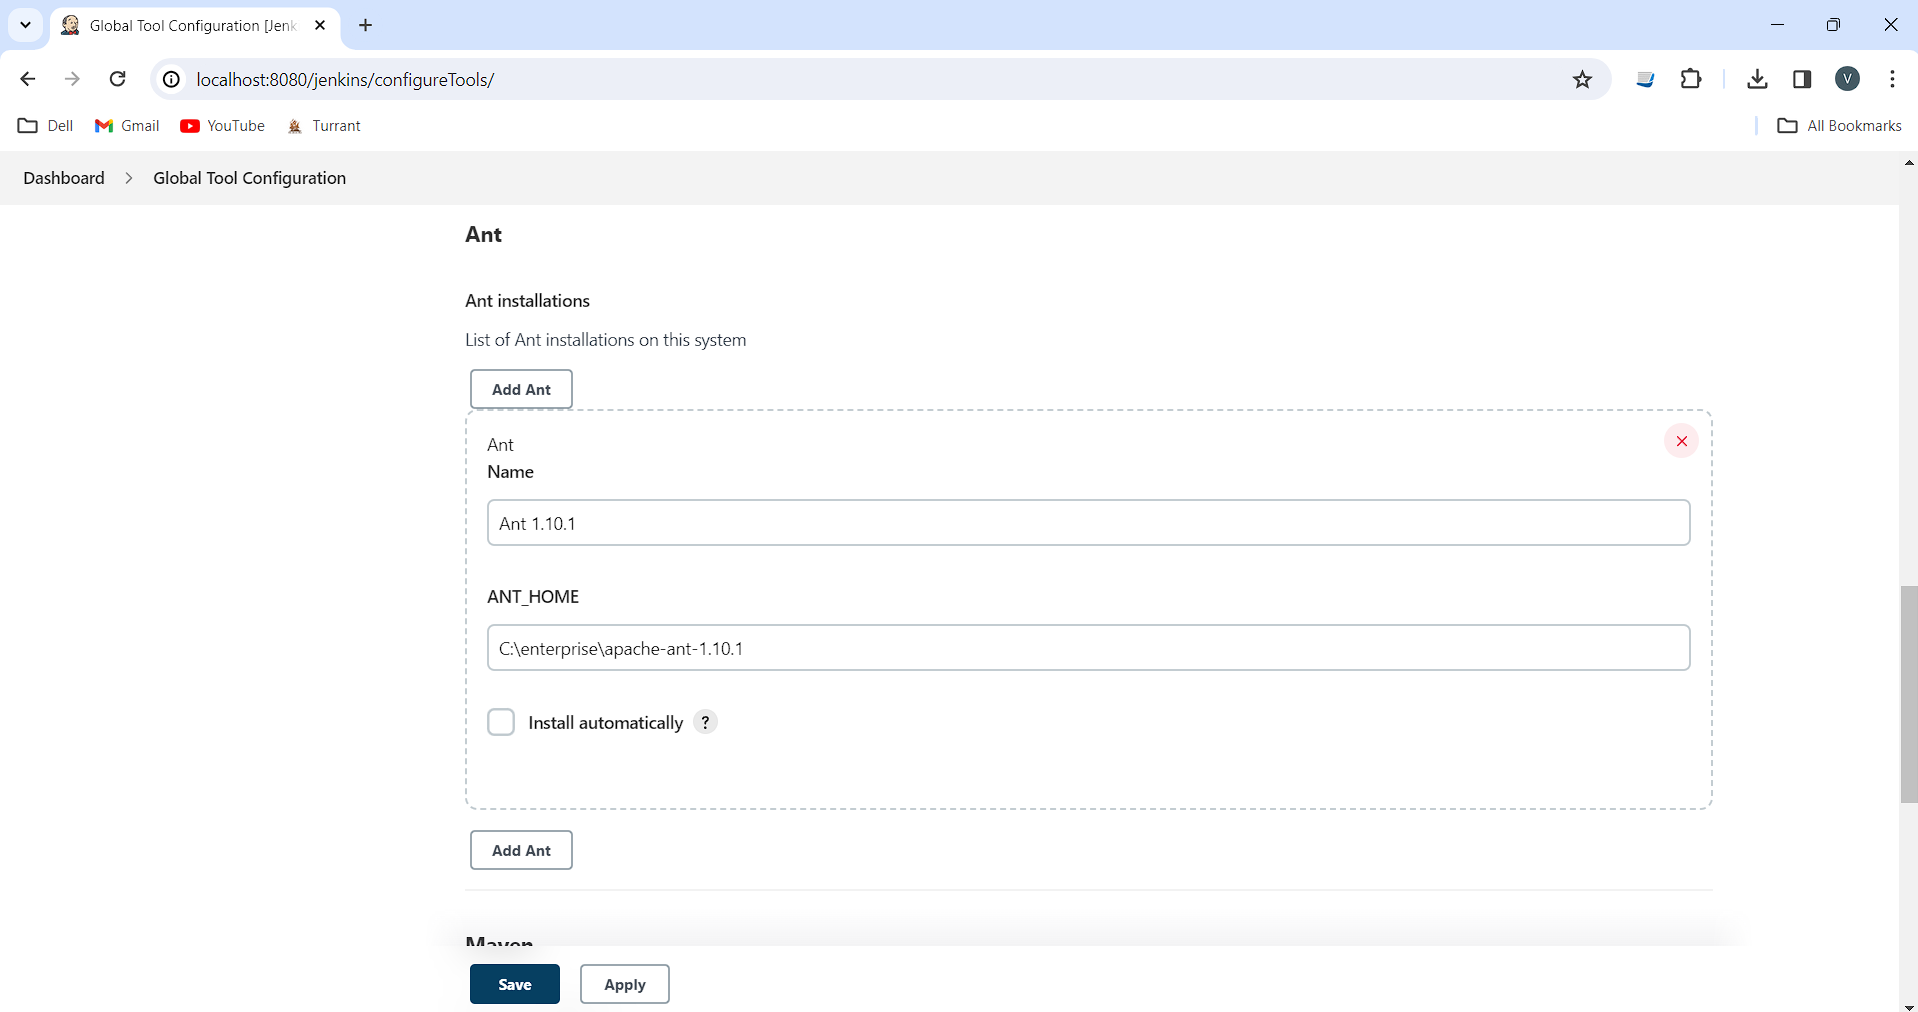 Global Tool Configuration [Jenk
localhost:8080/jenkins/configureTools/
V
Dell
Gmail
YouTube
Turrant
All Bookmarks
Dashboard > Global Tool Configuration
Ant
Ant installations
List of Ant installations on this system
Add Ant
Ant
Name
Ant 1.10.1
ANT_HOME
C:\enterprise\apache-ant-1.10.1
Install automatically ?
Add Ant
Maven
Save
Apply